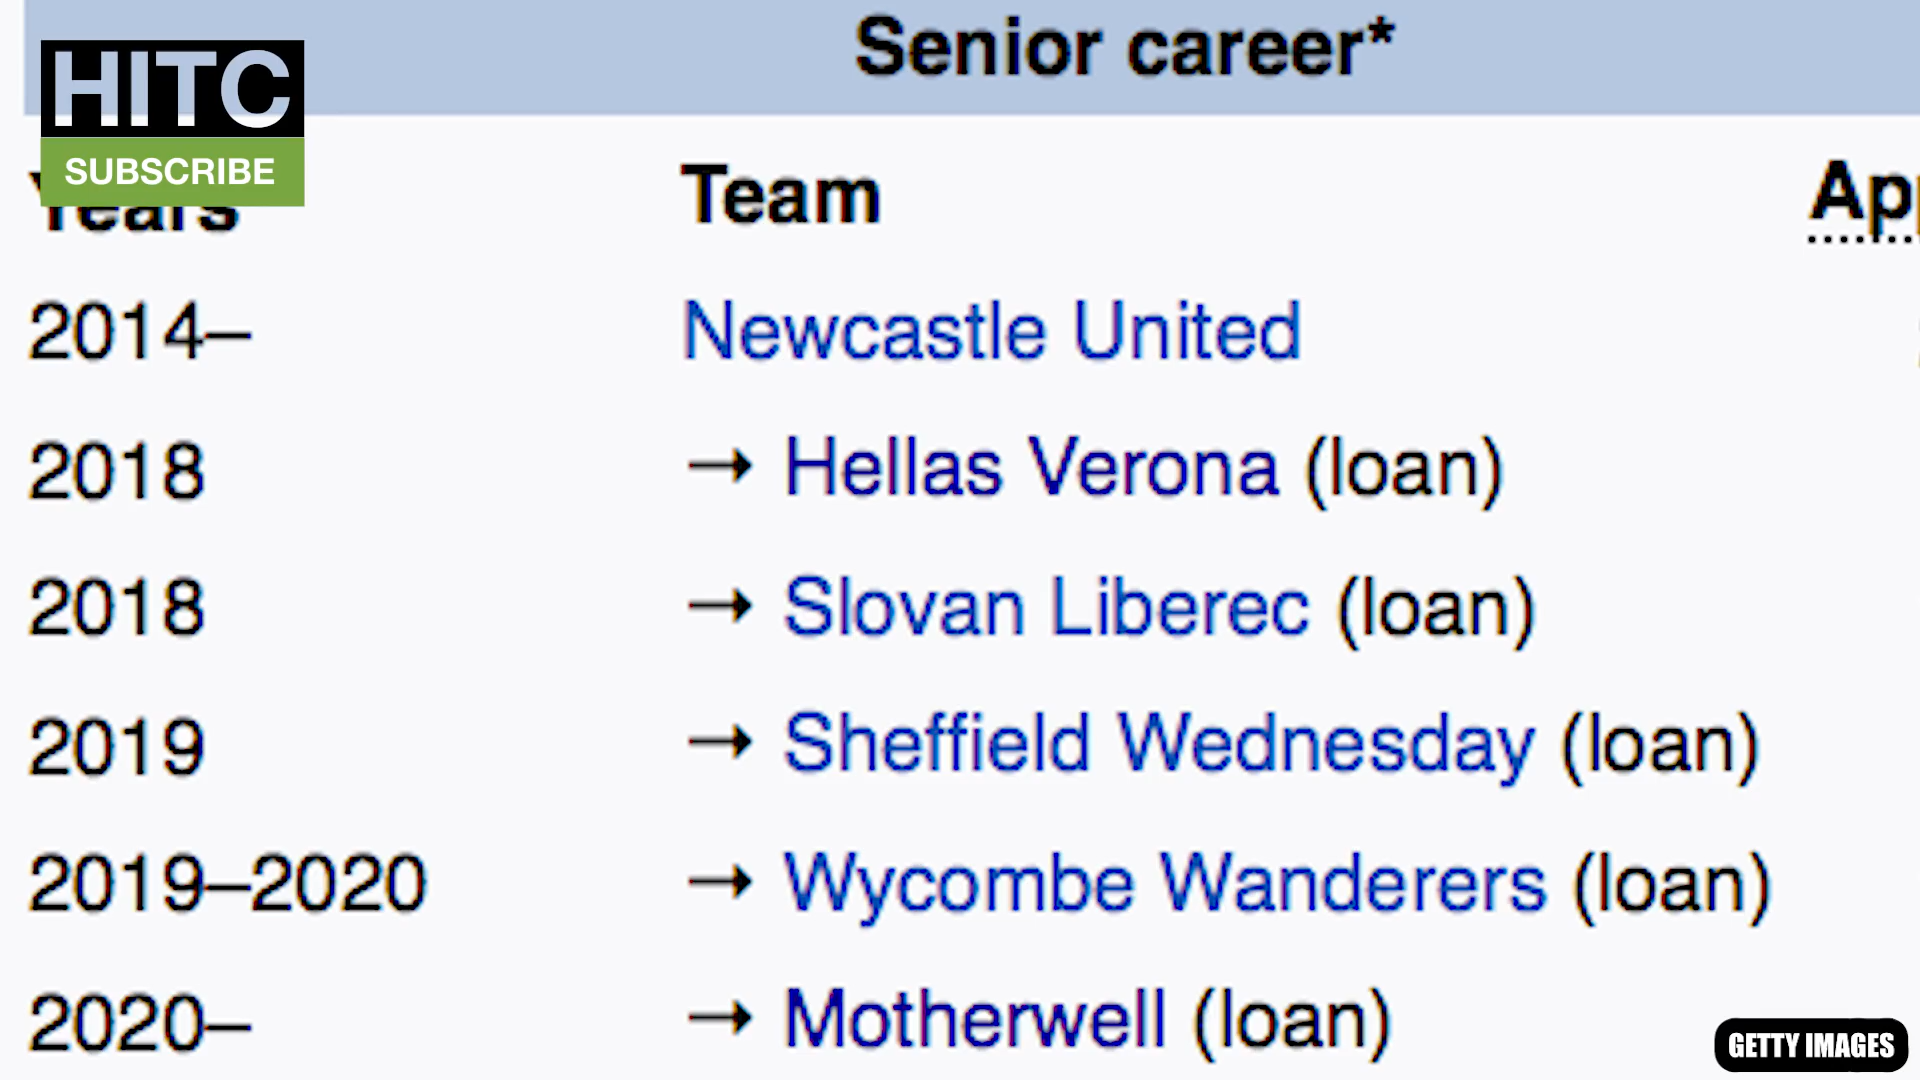 Senior career*
HITC
SUBSCRIBE
Years Team
2014– Newcastle United
2018 → Hellas Verona (loan)
2018 → Slovan Liberec (loan)
2019 → Sheffield Wednesday (loan)
2019–2020 → Wycombe Wanderers (loan)
2020– → Motherwell (loan)
GETTY IMAGES